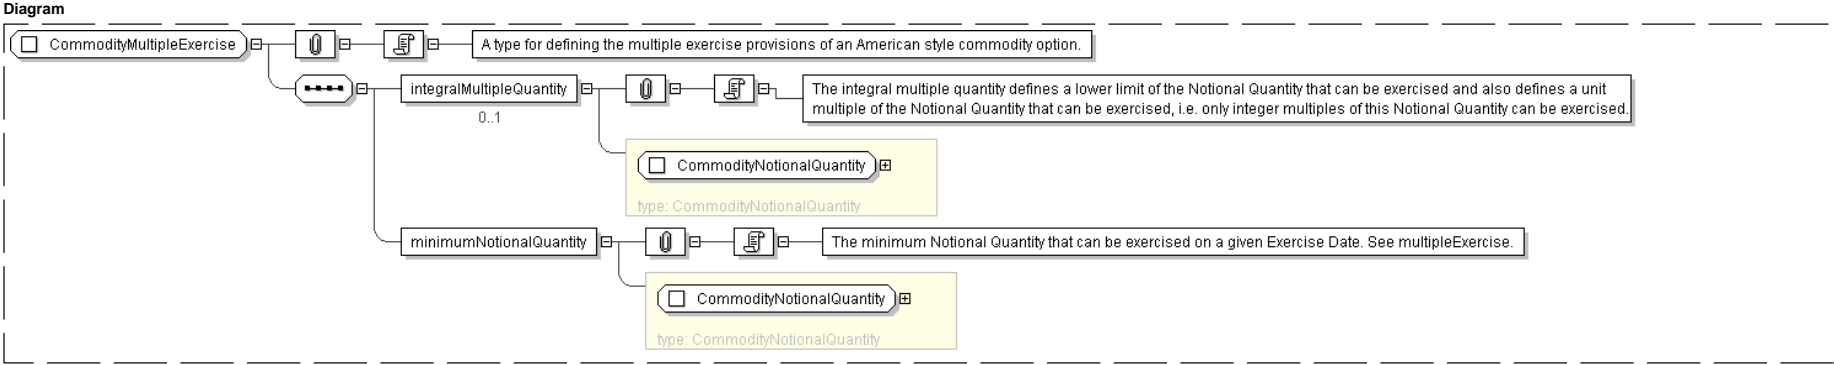 Diagram
CommodityMultipleExercise
A type for defining the multiple exercise provisions of an American style commodity option.
integralMultipleQuantity
0..1
The integral multiple quantity defines a lower limit of the Notional Quantity that can be exercised and also defines a unit
multiple of the Notional Quantity that can be exercised, i.e. only integer multiples of this Notional Quantity can be exercised.
CommodityNotionalQuantity
type: CommodityNotionalQuantity
minimumNotionalQuantity
The minimum Notional Quantity that can be exercised on a given Exercise Date. See multipleExercise.
CommodityNotionalQuantity
type: CommodityNotionalQuantity